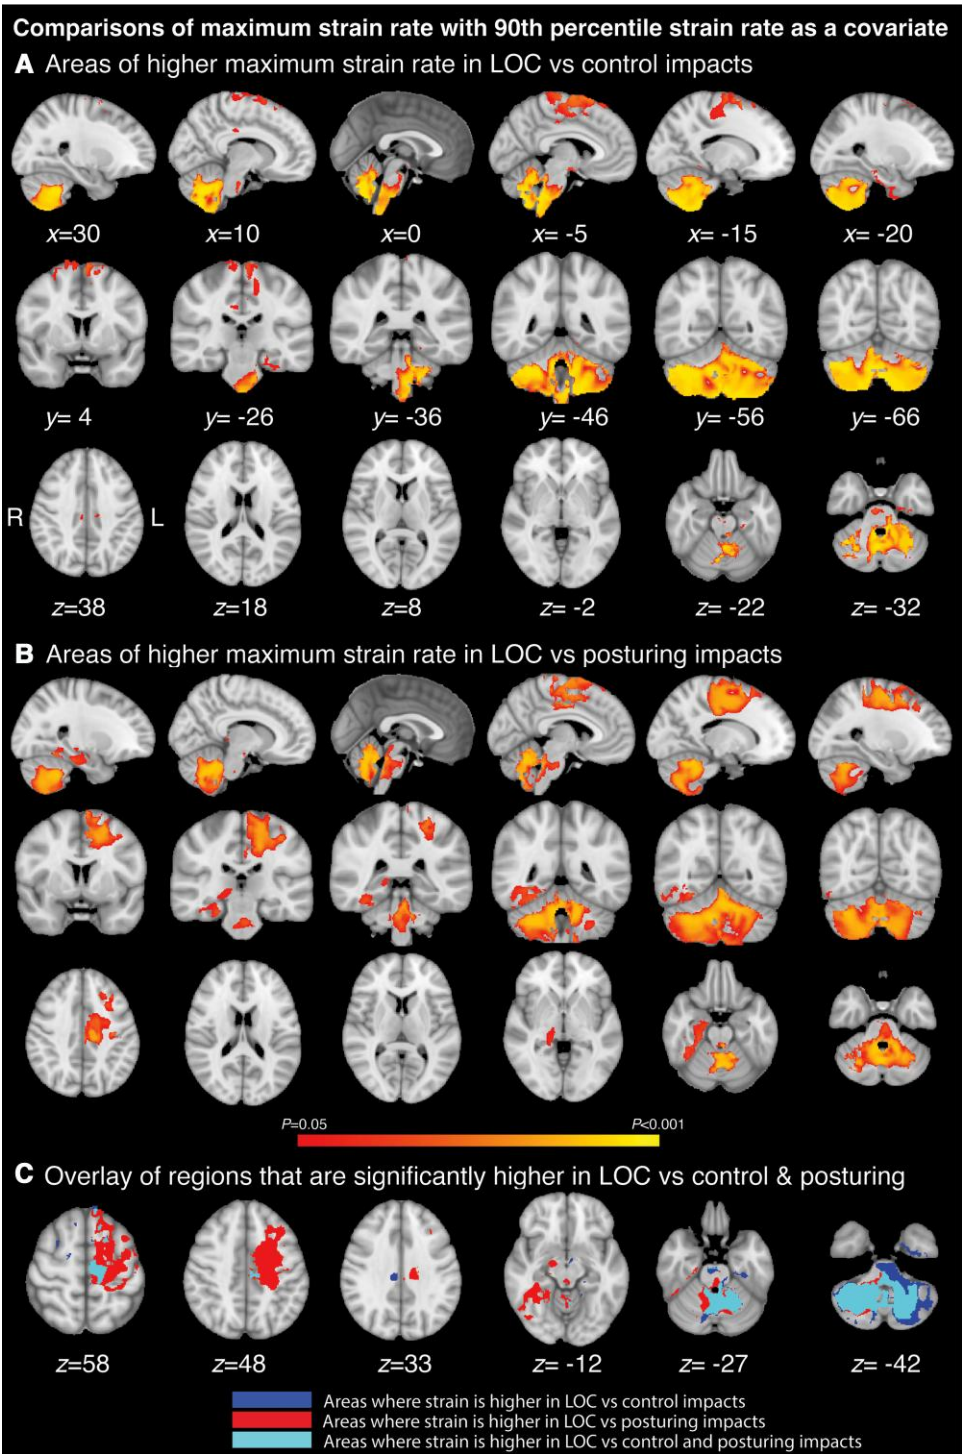 Comparisons of maximum strain rate with 90th percentile strain rate as a covariate
A Areas of higher maximum strain rate in LOC vs control impacts
x=30 x=10 x=0 x= -5 x= -15 x= -20
y= 4 y= -26 y= -36 y= -46 y= -56 y= -66
R L
z=38 z=18 z=8 z= -2 z= -22 z= -32
B Areas of higher maximum strain rate in LOC vs posturing impacts
P=0.05 P<0.001
C Overlay of regions that are significantly higher in LOC vs control & posturing
z=58 z=48 z=33 z= -12 z= -27 z= -42
Areas where strain is higher in LOC vs control impacts
Areas where strain is higher in LOC vs posturing impacts
Areas where strain is higher in LOC vs control and posturing impacts